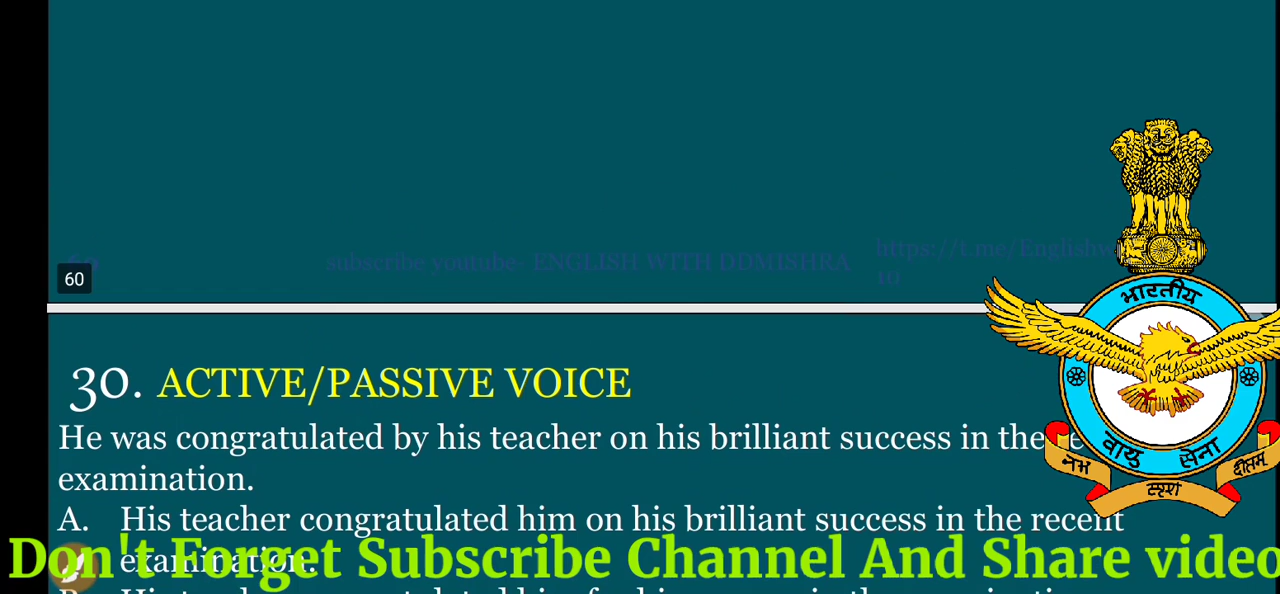 subscribe youtube- ENGLISH WITH DDMISHRA
https://t.me/Englishw
60
भारतीय
30. ACTIVE/PASSIVE VOICE
He was congratulated by his teacher on his brilliant success in the
examination.
वायु सेना
नभः स्पृशं दीप्तम्
A. His teacher congratulated him on his brilliant success in the recent
examination.
Don't Forget Subscribe Channel And Share video